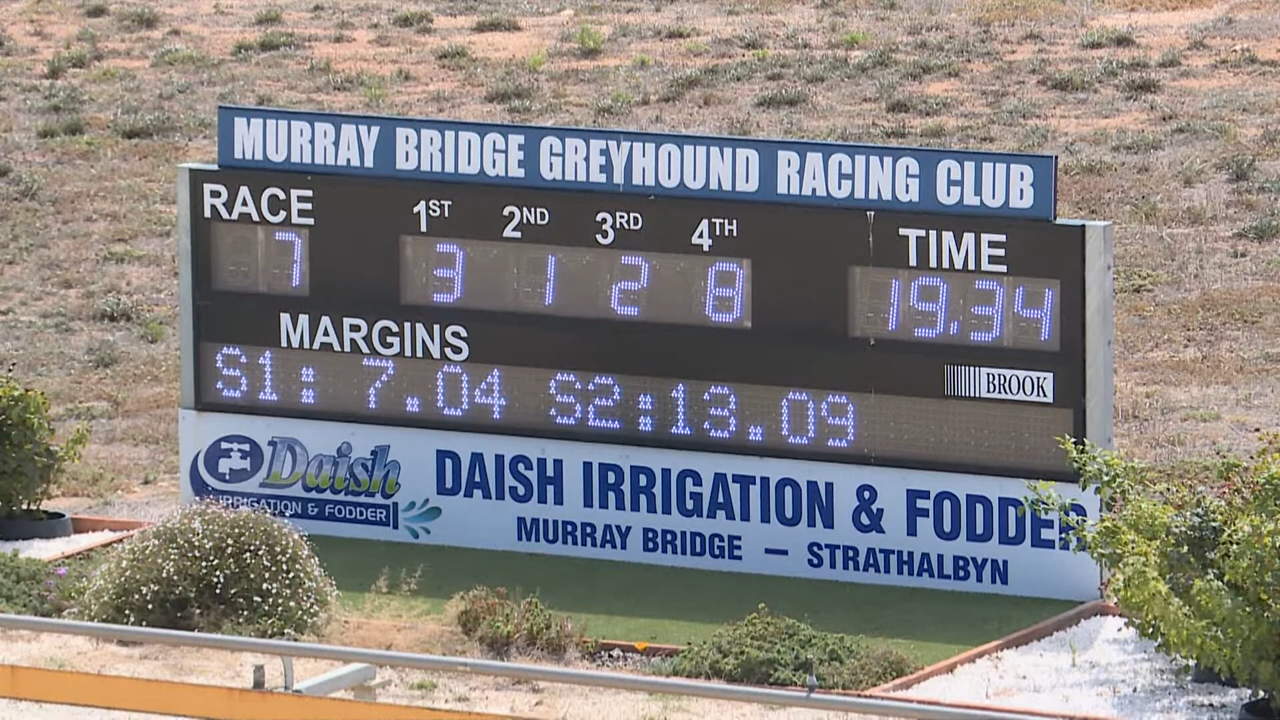 MURRAY BRIDGE GREYHOUND RACING CLUB
RACE 1ST 2ND 3RD 4TH TIME
7 3 1 2 8 19.34
MARGINS
S1: 7.04 S2:13.09
BROOK
Daish
IRRIGATION & FODDER
DAISH IRRIGATION & FODDER
MURRAY BRIDGE — STRATHALBYN